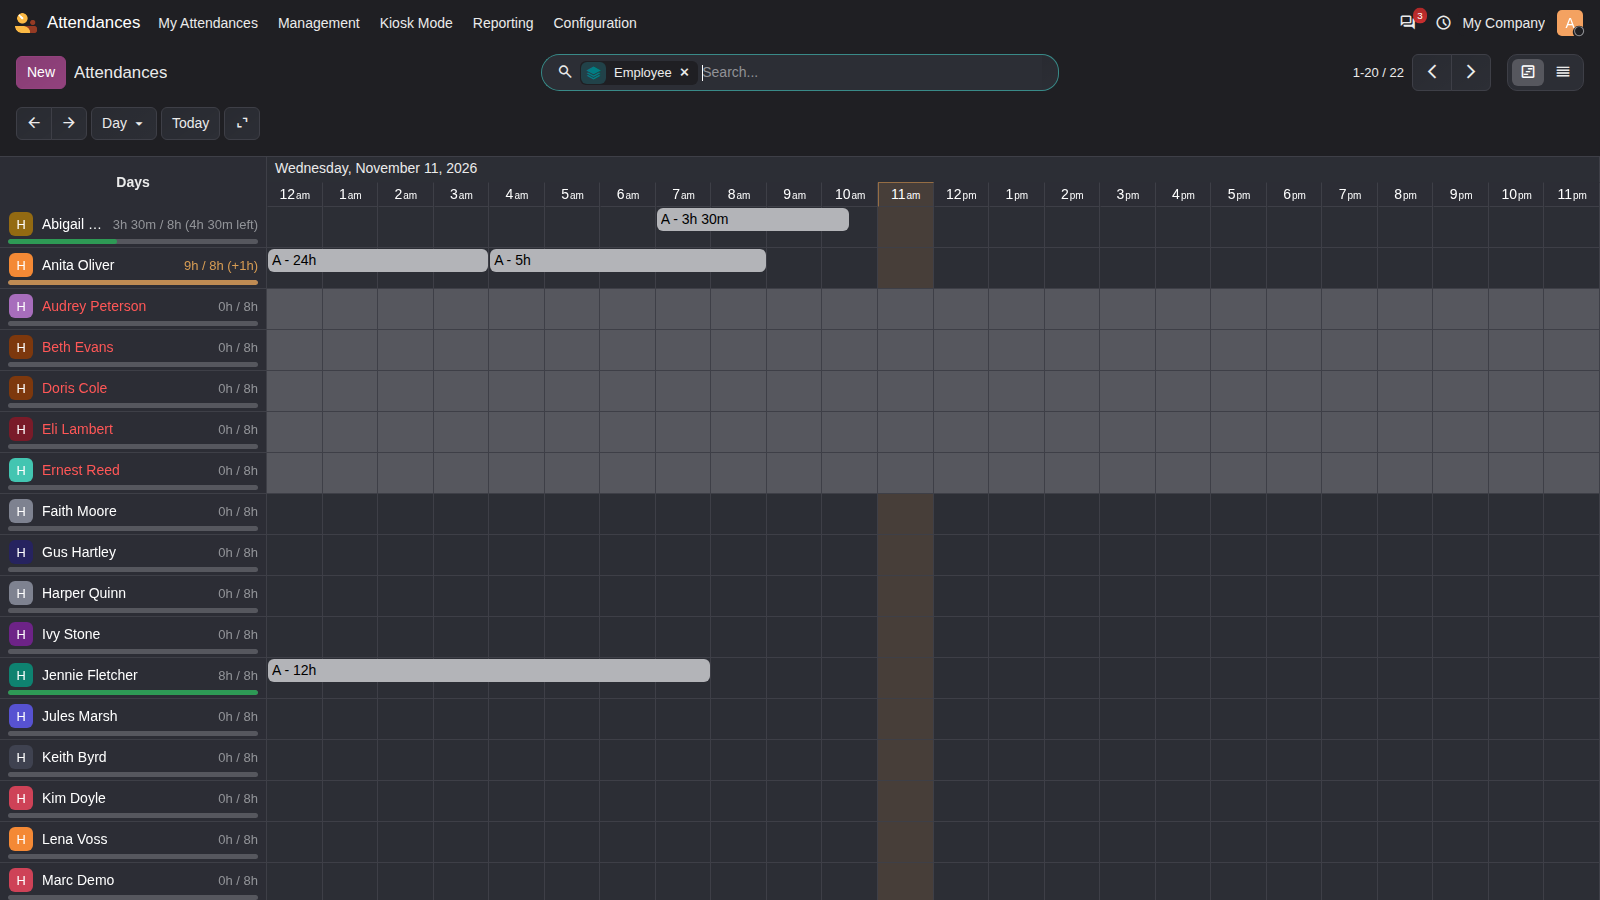 Attendances My Attendances Management Kiosk Mode Reporting Configuration 3 My Company A
New Attendances Employee × Search... 1-20 / 22
Day Today
Days Wednesday, November 11, 2026
12am 1am 2am 3am 4am 5am 6am 7am 8am 9am 10am 11am 12pm 1pm 2pm 3pm 4pm 5pm 6pm 7pm 8pm 9pm 10pm 11pm
H Abigail ... 3h 30m / 8h (4h 30m left) A - 3h 30m
H Anita Oliver 9h / 8h (+1h) A - 24h A - 5h
H Audrey Peterson 0h / 8h
H Beth Evans 0h / 8h
H Doris Cole 0h / 8h
H Eli Lambert 0h / 8h
H Ernest Reed 0h / 8h
H Faith Moore 0h / 8h
H Gus Hartley 0h / 8h
H Harper Quinn 0h / 8h
H Ivy Stone 0h / 8h
H Jennie Fletcher 8h / 8h A - 12h
H Jules Marsh 0h / 8h
H Keith Byrd 0h / 8h
H Kim Doyle 0h / 8h
H Lena Voss 0h / 8h
H Marc Demo 0h / 8h